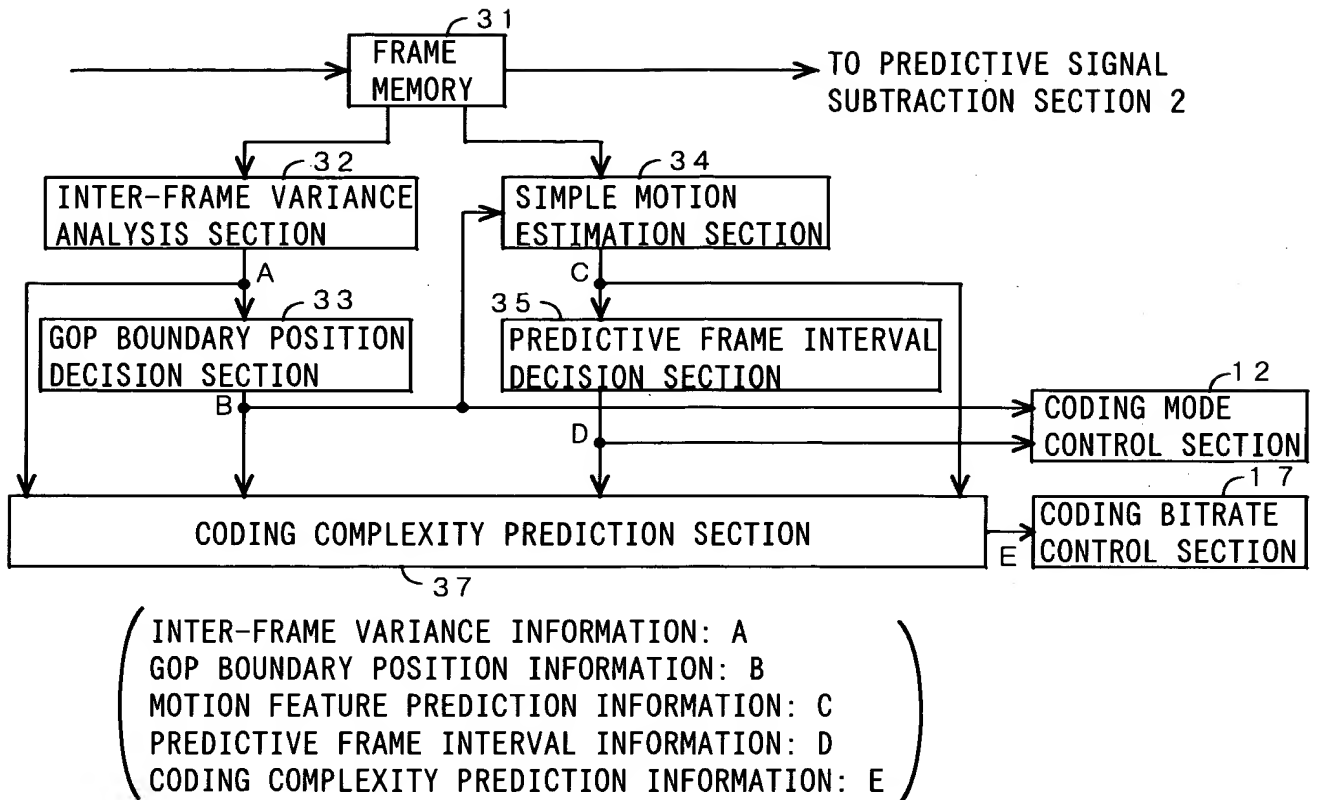 31
FRAME
MEMORY
TO PREDICTIVE SIGNAL
SUBTRACTION SECTION 2
32
INTER-FRAME VARIANCE
ANALYSIS SECTION
34
SIMPLE MOTION
ESTIMATION SECTION
A
C
33
GOP BOUNDARY POSITION
DECISION SECTION
35
PREDICTIVE FRAME INTERVAL
DECISION SECTION
B
D
12
CODING MODE
CONTROL SECTION
CODING COMPLEXITY PREDICTION SECTION
37
E
17
CODING BITRATE
CONTROL SECTION
INTER-FRAME VARIANCE INFORMATION: A
GOP BOUNDARY POSITION INFORMATION: B
MOTION FEATURE PREDICTION INFORMATION: C
PREDICTIVE FRAME INTERVAL INFORMATION: D
CODING COMPLEXITY PREDICTION INFORMATION: E